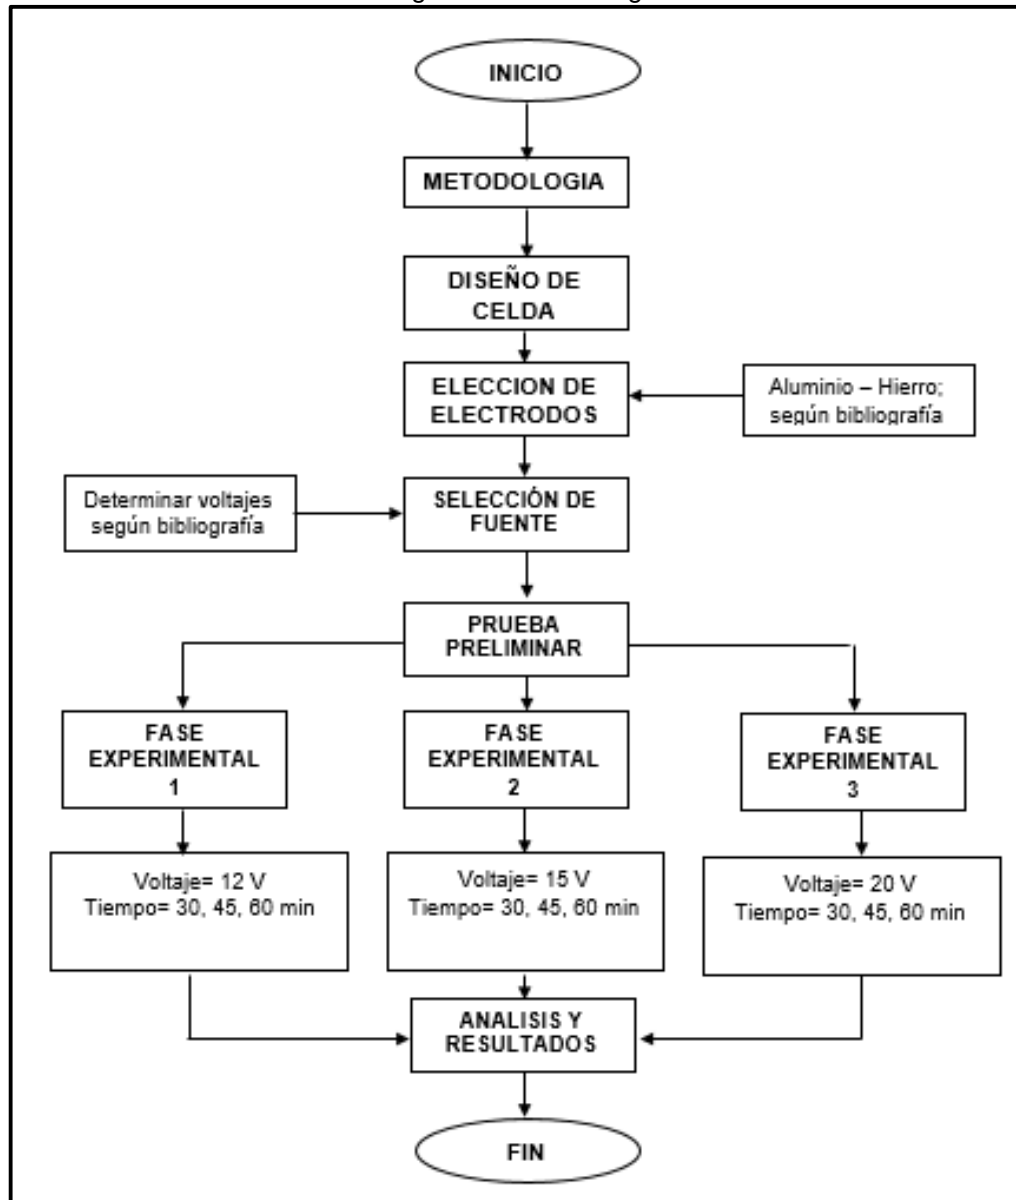 INICIO
METODOLOGIA
DISEÑO DE
CELDA
ELECCION DE
ELECTRODOS
Aluminio – Hierro;
según bibliografía
Determinar voltajes
según bibliografía
SELECCIÓN DE
FUENTE
PRUEBA
PRELIMINAR
FASE
EXPERIMENTAL
1
FASE
EXPERIMENTAL
2
FASE
EXPERIMENTAL
3
Voltaje= 12 V
Tiempo= 30, 45, 60 min
Voltaje= 15 V
Tiempo= 30, 45, 60 min
Voltaje= 20 V
Tiempo= 30, 45, 60 min
ANALISIS Y
RESULTADOS
FIN